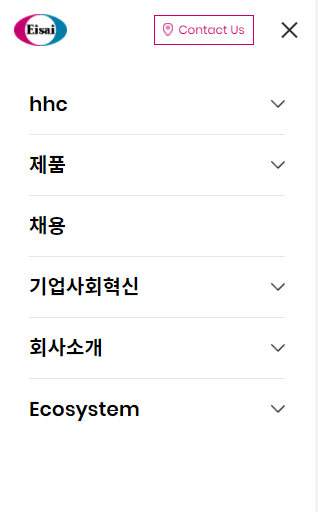 Eisai
Contact Us
hhc
제품
채용
기업사회혁신
회사소개
Ecosystem